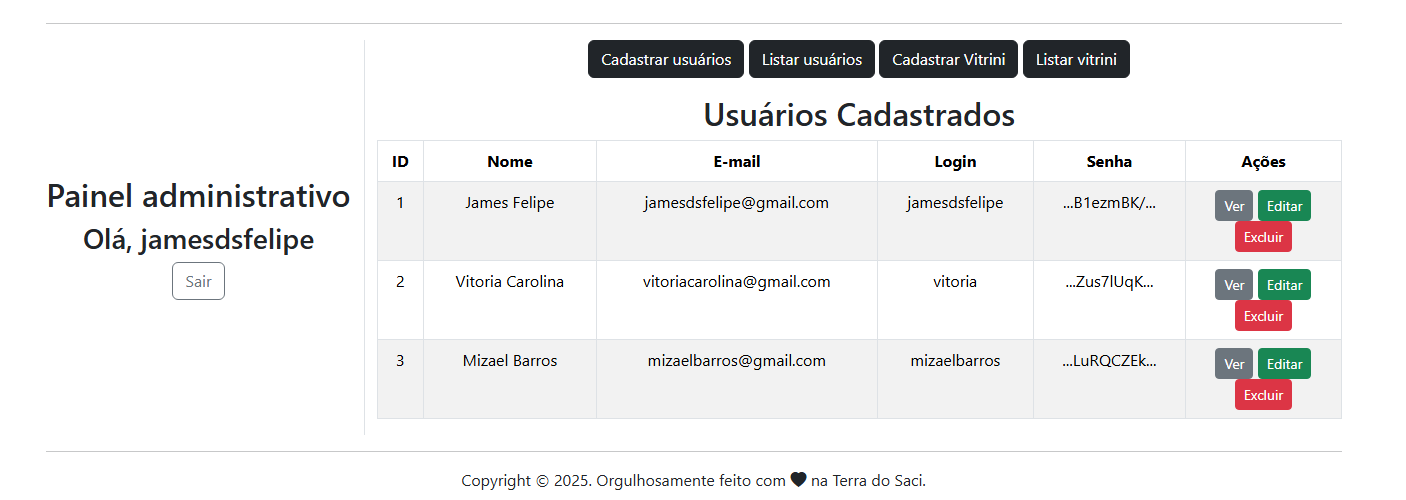 Cadastrar usuários Listar usuários Cadastrar Vitrini Listar vitrini
Painel administrativo
Olá, jamesdsfelipe
Sair
Usuários Cadastrados
ID Nome E-mail Login Senha Ações
1 James Felipe jamesdsfelipe@gmail.com jamesdsfelipe ...B1ezmBK/... Ver Editar
Excluir
2 Vitoria Carolina vitoriacarolina@gmail.com vitoria ...Zus7lUqK... Ver Editar
Excluir
3 Mizael Barros mizaelbarros@gmail.com mizaelbarros ...LuRQCZEk... Ver Editar
Excluir
Copyright © 2025. Orgulhosamente feito com ♥ na Terra do Saci.